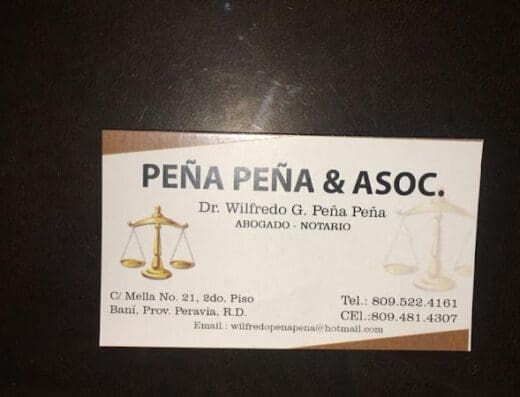 PEÑA PEÑA & ASOC.
Dr. Wilfredo G. Peña Peña
ABOGADO - NOTARIO
C/ Mella No. 21, 2do. Piso
Baní, Prov. Peravia, R.D.
Tel.: 809.522.4161
CEl.:809.481.4307
Email.: wilfredopenapena@hotmail.com